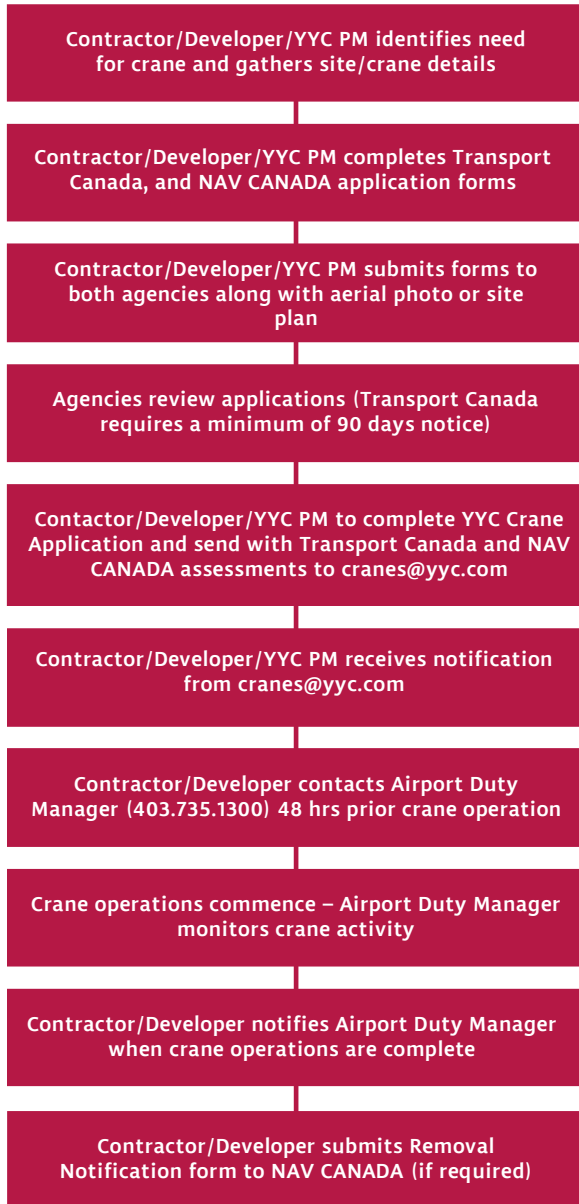 Contractor/Developer/YYC PM identifies need
for crane and gathers site/crane details
Contractor/Developer/YYC PM completes Transport
Canada, and NAV CANADA application forms
Contractor/Developer/YYC PM submits forms to
both agencies along with aerial photo or site
plan
Agencies review applications (Transport Canada
requires a minimum of 90 days notice)
Contactor/Developer/YYC PM to complete YYC Crane
Application and send with Transport Canada and NAV
CANADA assessments to cranes@yyc.com
Contractor/Developer/YYC PM receives notification
from cranes@yyc.com
Contractor/Developer contacts Airport Duty
Manager (403.735.1300) 48 hrs prior crane operation
Crane operations commence – Airport Duty Manager
monitors crane activity
Contractor/Developer notifies Airport Duty Manager
when crane operations are complete
Contractor/Developer submits Removal
Notification form to NAV CANADA (if required)